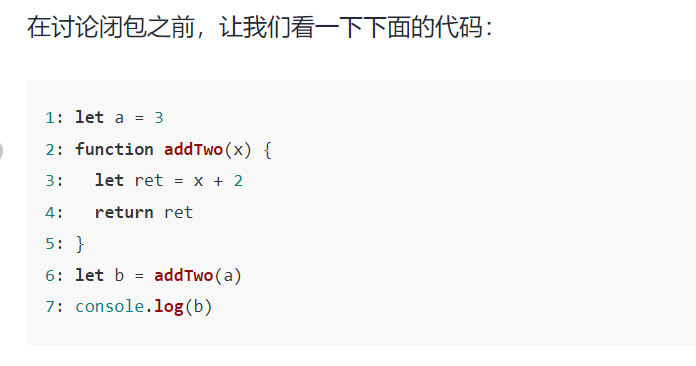 在讨论闭包之前，让我们看一下下面的代码：
1: let a = 3
2: function addTwo(x) {
3:   let ret = x + 2
4:   return ret
5: }
6: let b = addTwo(a)
7: console.log(b)